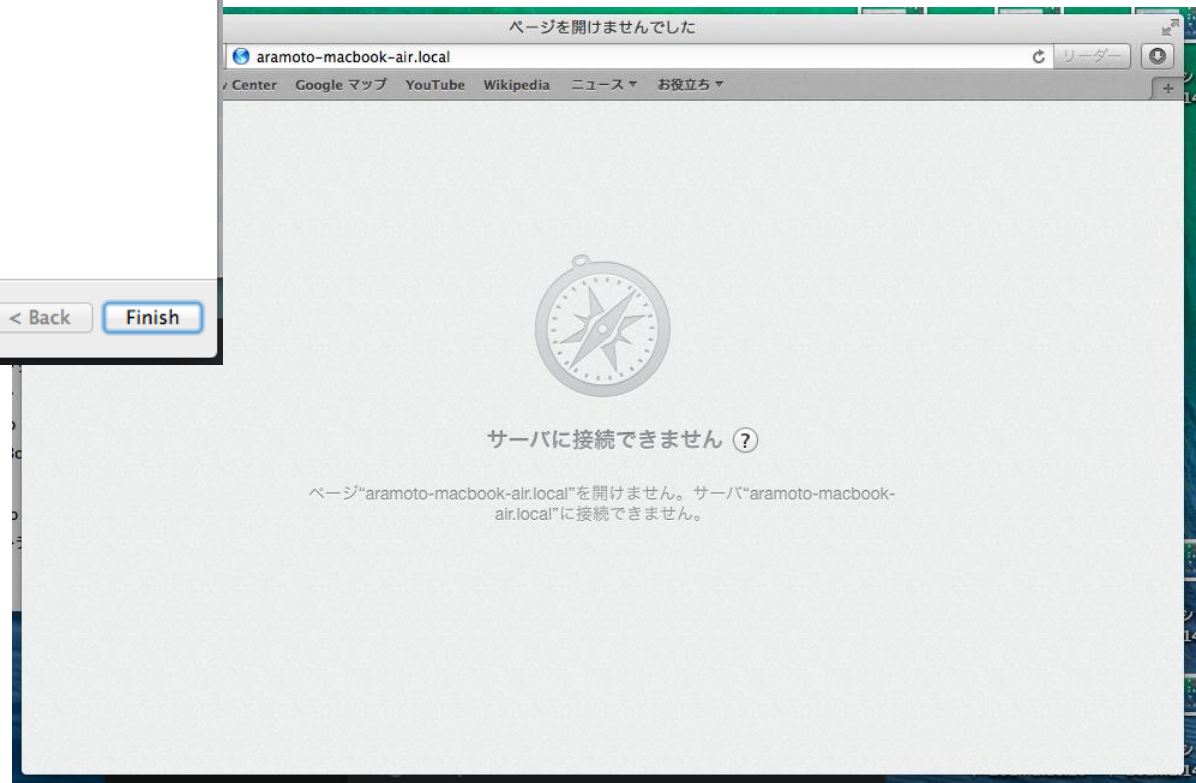 ページを開けませんでした
aramoto-macbook-air.local
リーダー
Center Google マップ YouTube Wikipedia ニュース ▼ お役立ち ▼
+
< Back Finish
サーバに接続できません ?
ページ“aramoto-macbook-air.local”を開けません。サーバ“aramoto-macbook-
air.local”に接続できません。